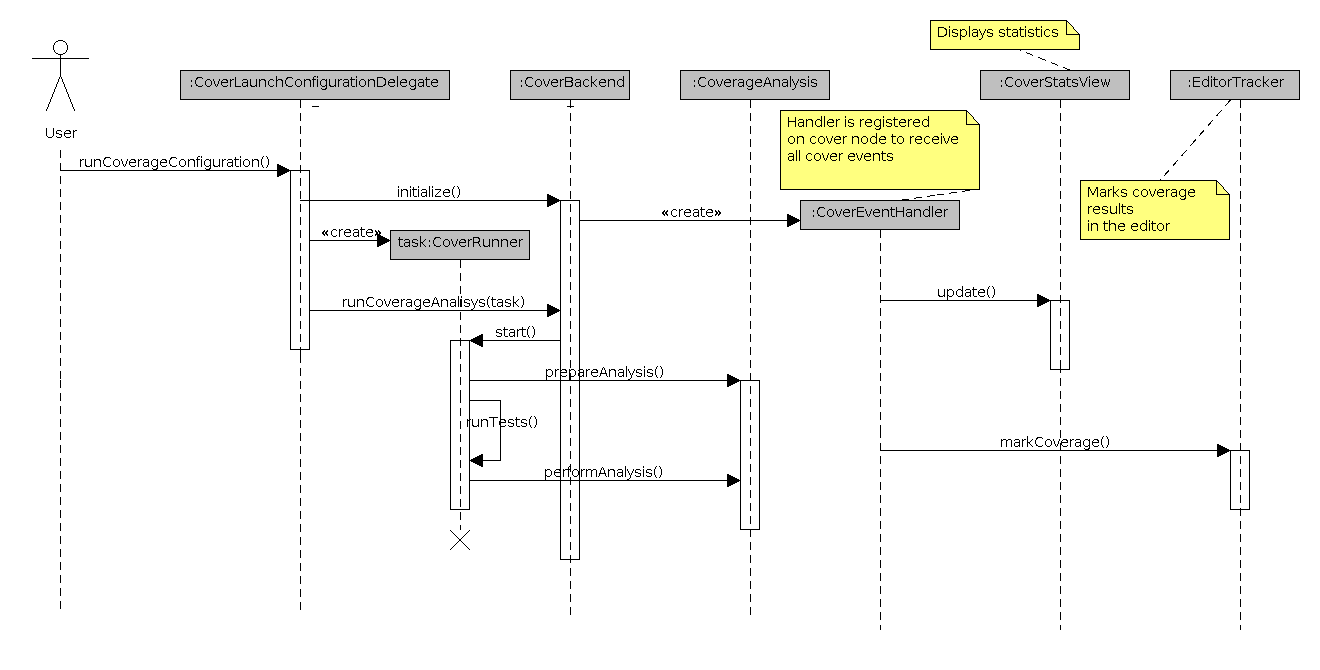 Displays statistics
:CoverLaunchConfigurationDelegate
:CoverBackend
:CoverageAnalysis
:CoverStatsView
:EditorTracker
User
Handler is registered
on cover node to receive
all cover events
runCoverageConfiguration()
initialize()
Marks coverage
results
in the editor
«create»
:CoverEventHandler
«create»
task:CoverRunner
update()
runCoverageAnalisys(task)
start()
prepareAnalysis()
runTests()
markCoverage()
performAnalysis()